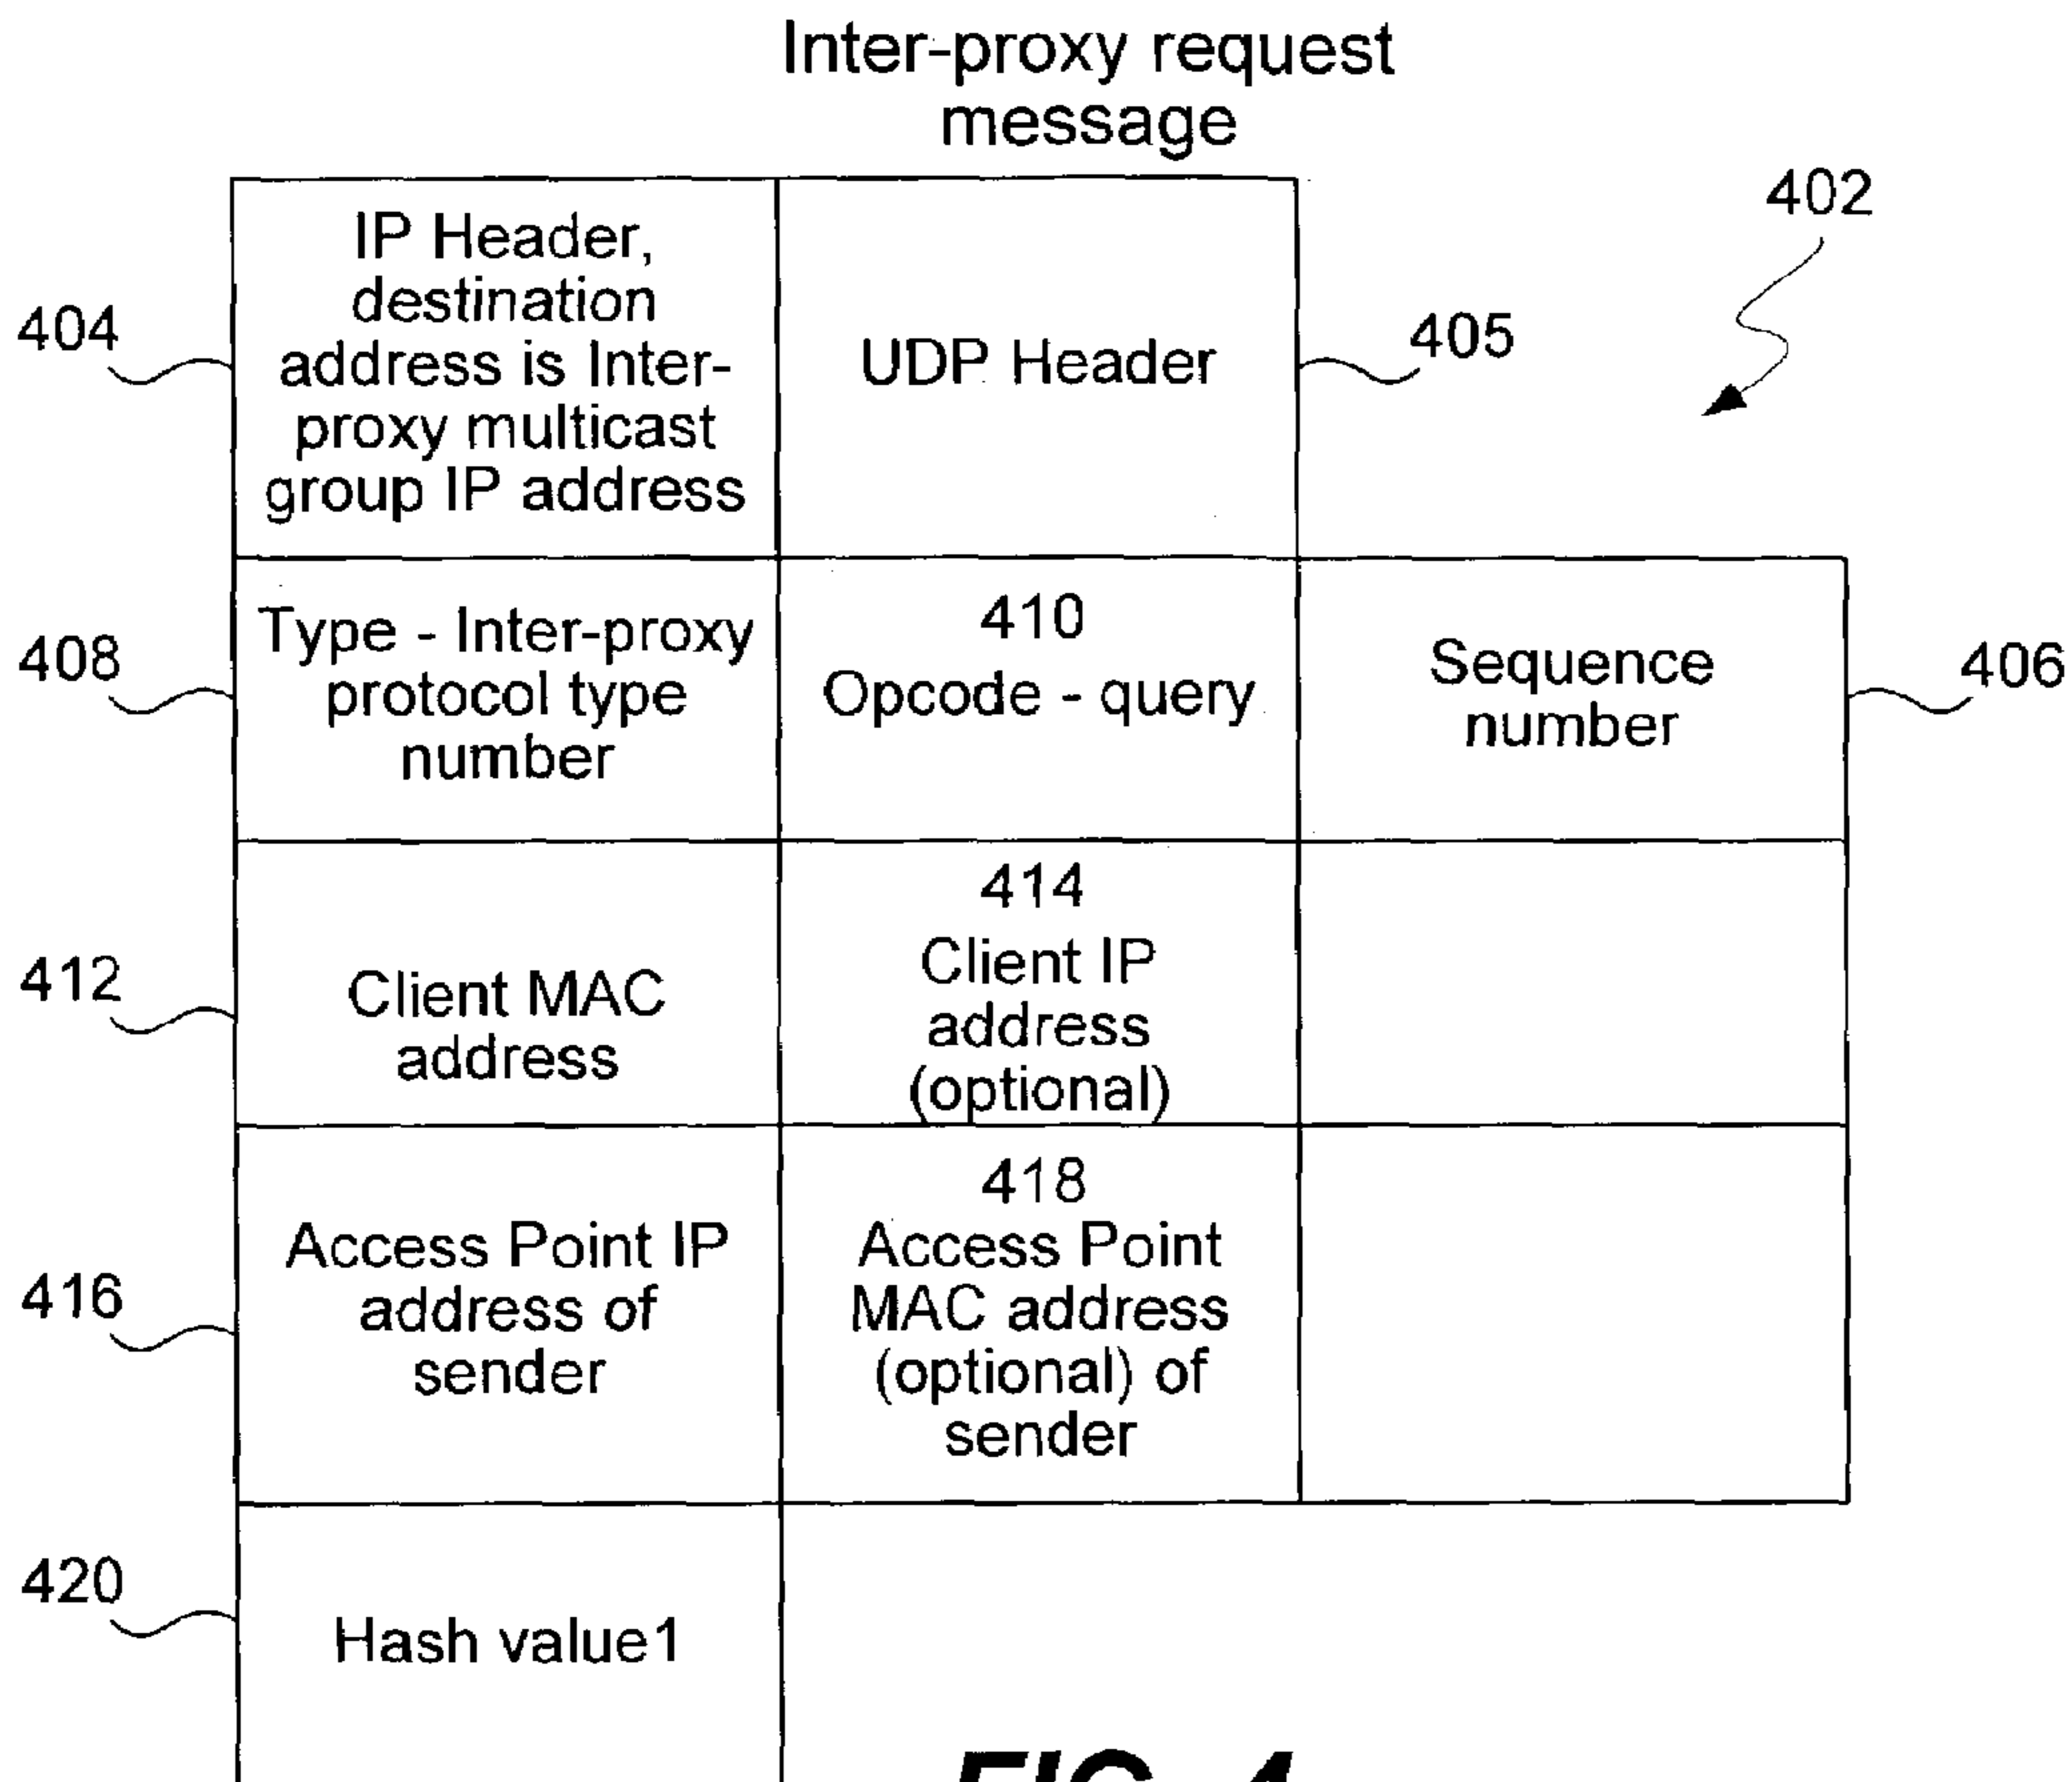 Inter-proxy request
message
402
404
IP Header,
destination
address is Inter-
proxy multicast
group IP address
UDP Header
405
408
Type - Inter-proxy
protocol type
number
410
Opcode - query
Sequence
number
406
412
Client MAC
address
414
Client IP
address
(optional)
416
Access Point IP
address of
sender
418
Access Point
MAC address
(optional) of
sender
420
Hash value1
FIG. 4